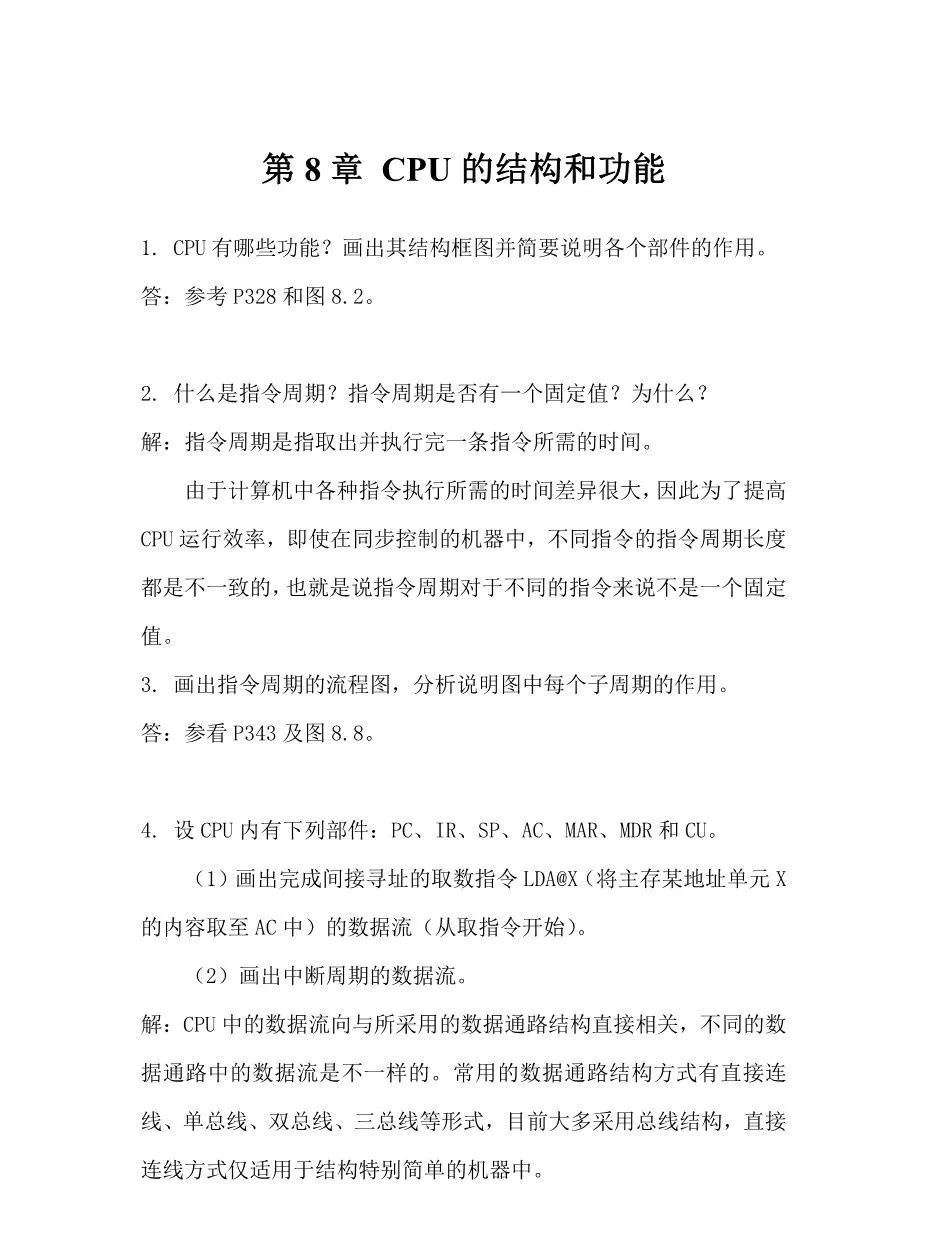 第 8 章 CPU 的结构和功能
1. CPU 有哪些功能？画出其结构框图并简要说明各个部件的作用。
答：参考 P328 和图 8.2。
2. 什么是指令周期？指令周期是否有一个固定值？为什么？
解：指令周期是指取出并执行完一条指令所需的时间。
由于计算机中各种指令执行所需的时间差异很大，因此为了提高
CPU 运行效率，即使在同步控制的机器中，不同指令的指令周期长度
都是不一致的，也就是说指令周期对于不同的指令来说不是一个固定
值。
3. 画出指令周期的流程图，分析说明图中每个子周期的作用。
答：参看 P343 及图 8.8。
4. 设 CPU 内有下列部件：PC、IR、SP、AC、MAR、MDR 和 CU。
（1）画出完成间接寻址的取数指令 LDA@X（将主存某地址单元 X
的内容取至 AC 中）的数据流（从取指令开始）。
（2）画出中断周期的数据流。
解：CPU 中的数据流向与所采用的数据通路结构直接相关，不同的数
据通路中的数据流是不一样的。常用的数据通路结构方式有直接连
线、单总线、双总线、三总线等形式，目前大多采用总线结构，直接
连线方式仅适用于结构特别简单的机器中。